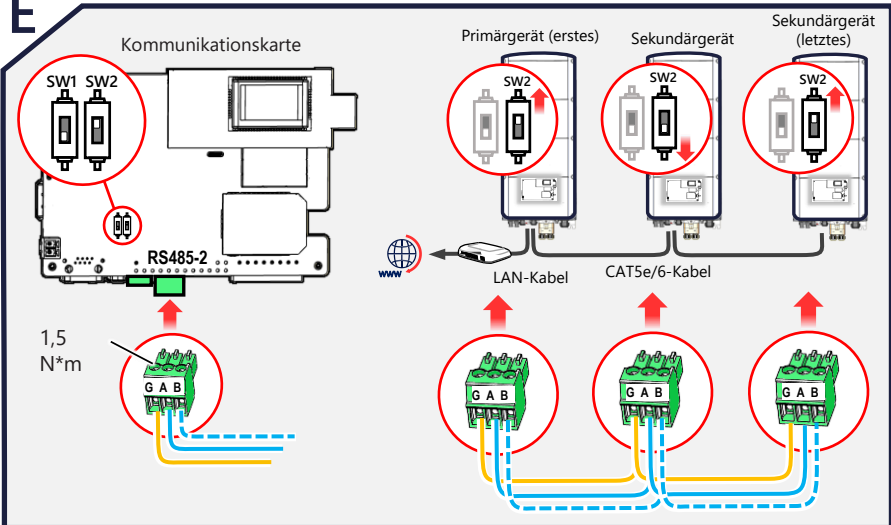 E
Kommunikationskarte
SW1 SW2
RS485-2
1,5
N*m
G A B
Primärgerät (erstes)
Sekundärgerät
Sekundärgerät
(letztes)
SW2
SW2
SW2
www
LAN-Kabel
CAT5e/6-Kabel
G A B
G A B
G A B